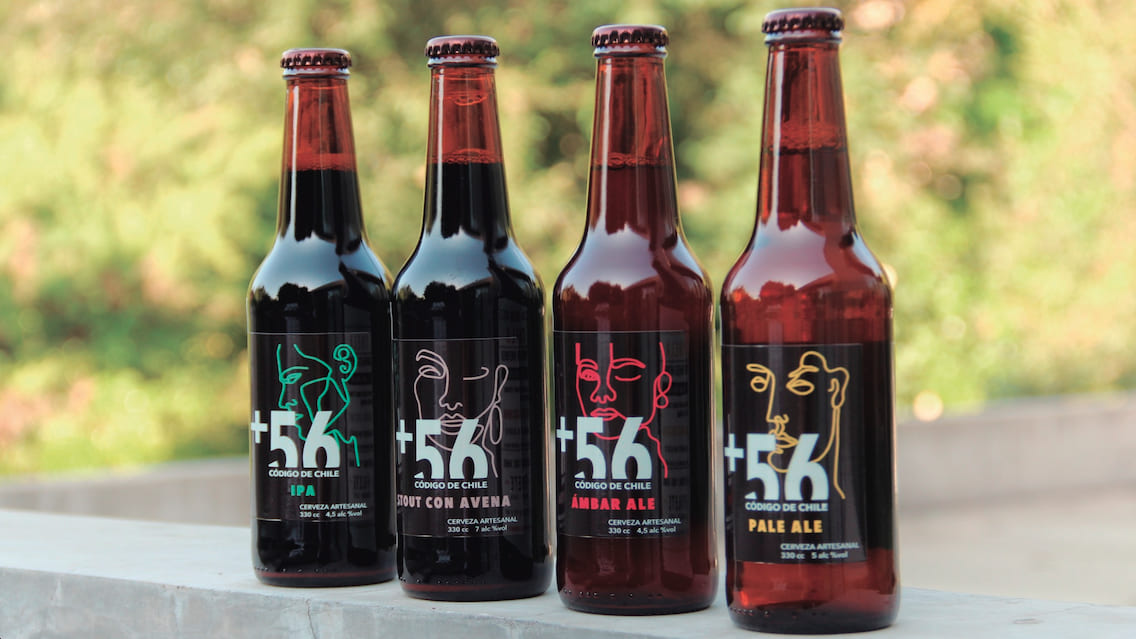 +56
CÓDIGO DE CHILE
IPA
CERVEZA ARTESANAL
330 cc 4,5 alc %vol
+56
CÓDIGO DE CHILE
STOUT CON AVENA
CERVEZA ARTESANAL
330 cc 7 alc %vol
+56
CÓDIGO DE CHILE
ÁMBAR ALE
CERVEZA ARTESANAL
330 cc 4,5 alc %vol
+56
CÓDIGO DE CHILE
PALE ALE
CERVEZA ARTESANAL
330 cc 5 alc %vol